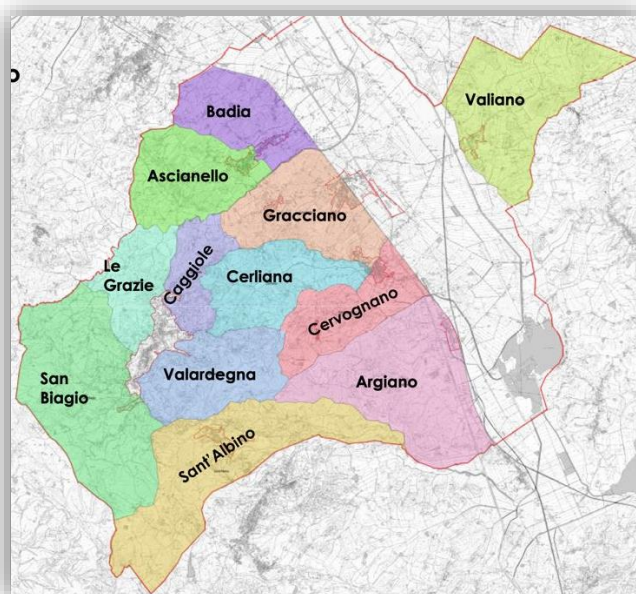 o
Badia
Valiano
Ascianello
Gracciano
Le
Grazie
Caggiole
Cerliana
Cervognano
San
Biagio
Valardegna
Argiano
Sant'Albino